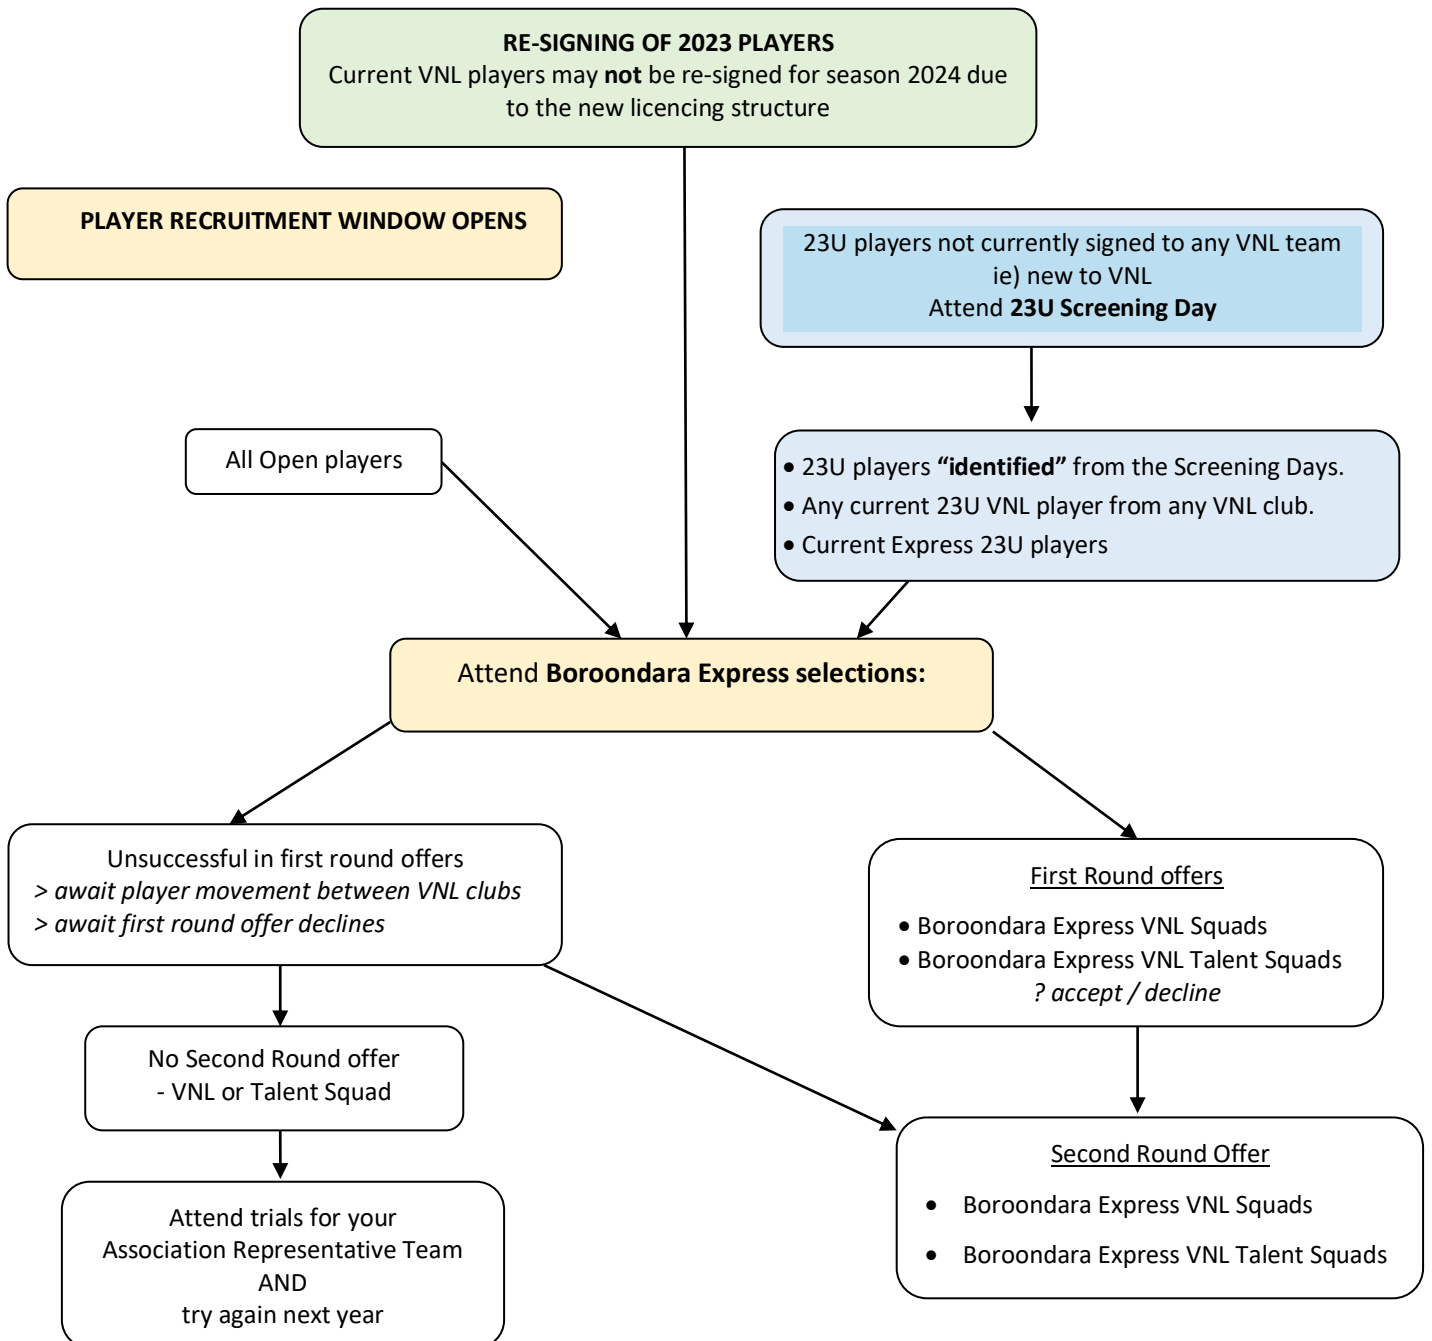 RE-SIGNING OF 2023 PLAYERS
Current VNL players may not be re-signed for season 2024 due
to the new licencing structure
PLAYER RECRUITMENT WINDOW OPENS
23U players not currently signed to any VNL team
ie) new to VNL
Attend 23U Screening Day
All Open players
• 23U players “identified” from the Screening Days.
• Any current 23U VNL player from any VNL club.
• Current Express 23U players
Attend Boroondara Express selections:
Unsuccessful in first round offers
> await player movement between VNL clubs
> await first round offer declines
First Round offers
• Boroondara Express VNL Squads
• Boroondara Express VNL Talent Squads
? accept / decline
No Second Round offer
- VNL or Talent Squad
Second Round Offer
• Boroondara Express VNL Squads
• Boroondara Express VNL Talent Squads
Attend trials for your
Association Representative Team
AND
try again next year